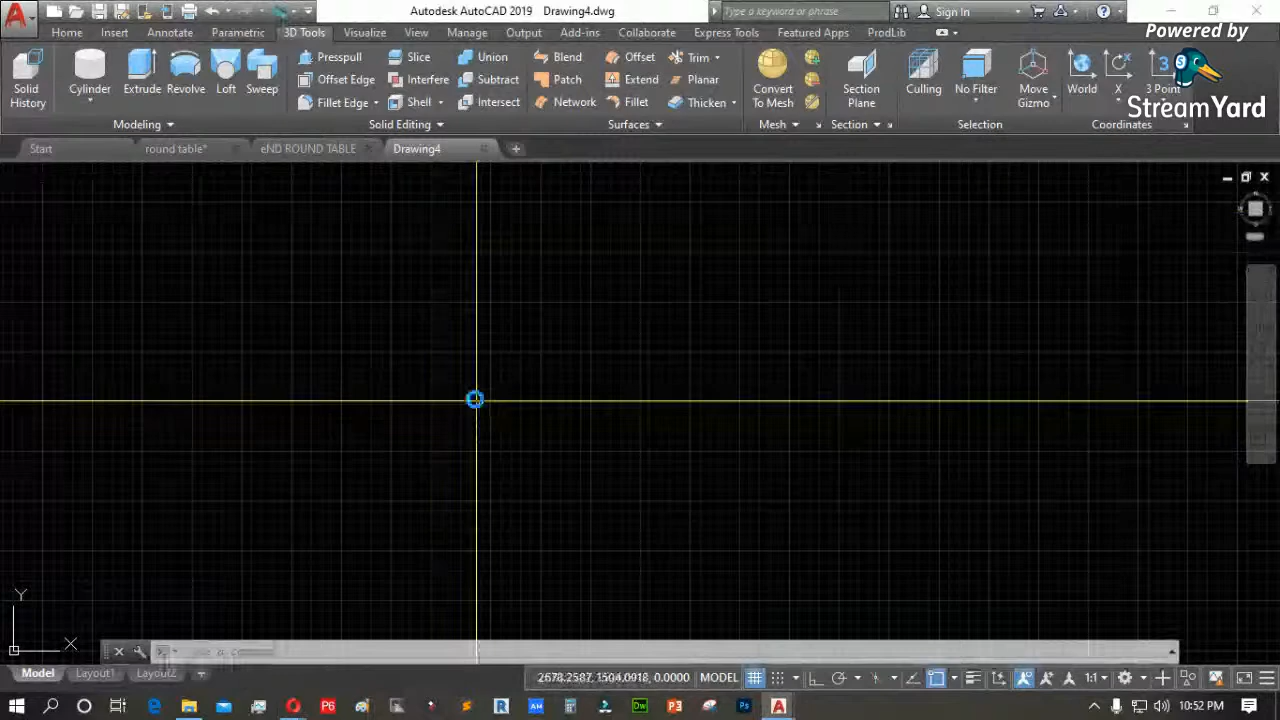 Autodesk AutoCAD 2019 Drawing4.dwg
Type a keyword or phrase
Sign In
Powered by
StreamYard
Home Insert Annotate Parametric 3D Tools Visualize View Manage Output Add-ins Collaborate Express Tools Featured Apps ProdLib
Solid History
Cylinder
Extrude
Revolve
Loft
Sweep
Presspull
Offset Edge
Fillet Edge
Slice
Interfere
Shell
Union
Subtract
Intersect
Blend
Patch
Network
Offset
Extend
Fillet
Trim
Planar
Thicken
Convert To Mesh
Section Plane
Culling
No Filter
Move Gizmo
World
X
3 Point
Modeling Solid Editing Surfaces Mesh Section Selection Coordinates
Start round table* eND ROUND TABLE Drawing4
Y
X
Model Layout1 Layout2
2678.2587, 1504.0918, 0.0000 MODEL
1:1
P6 R AH Dw P3 Ps A
10:52 PM